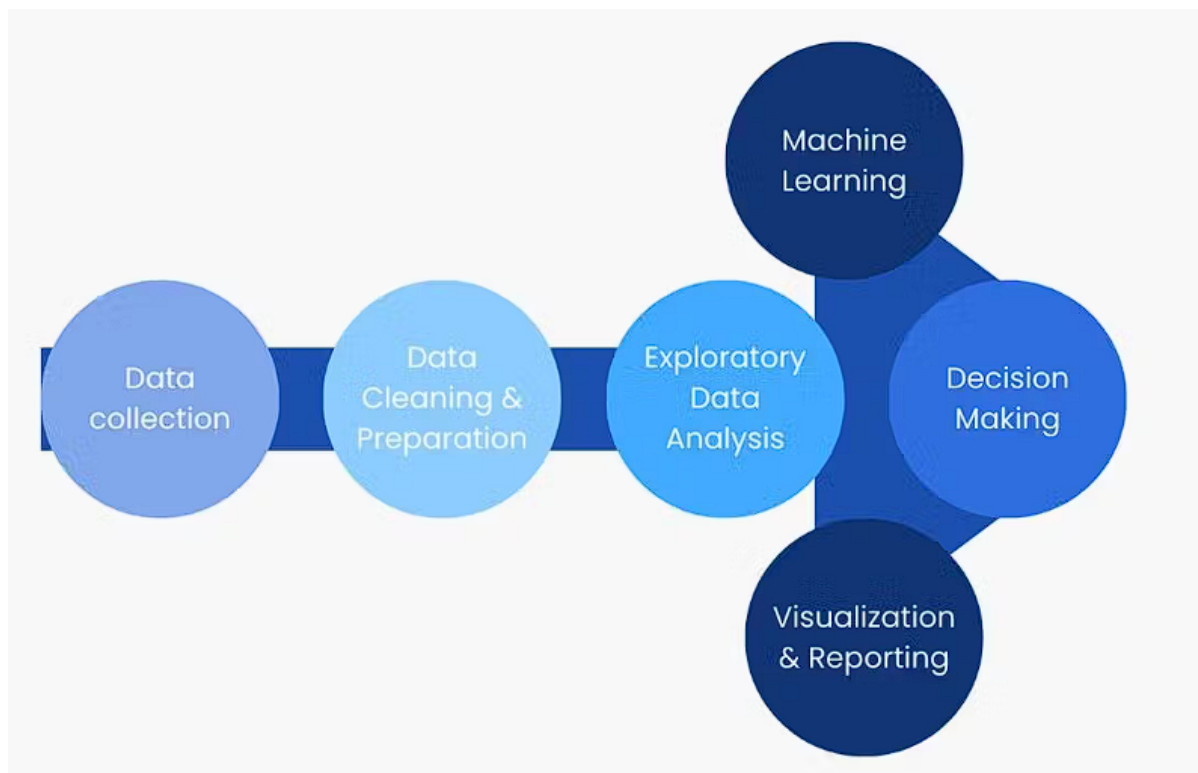 Machine
Learning
Data
collection
Data
Cleaning &
Preparation
Exploratory
Data
Analysis
Decision
Making
Visualization
& Reporting